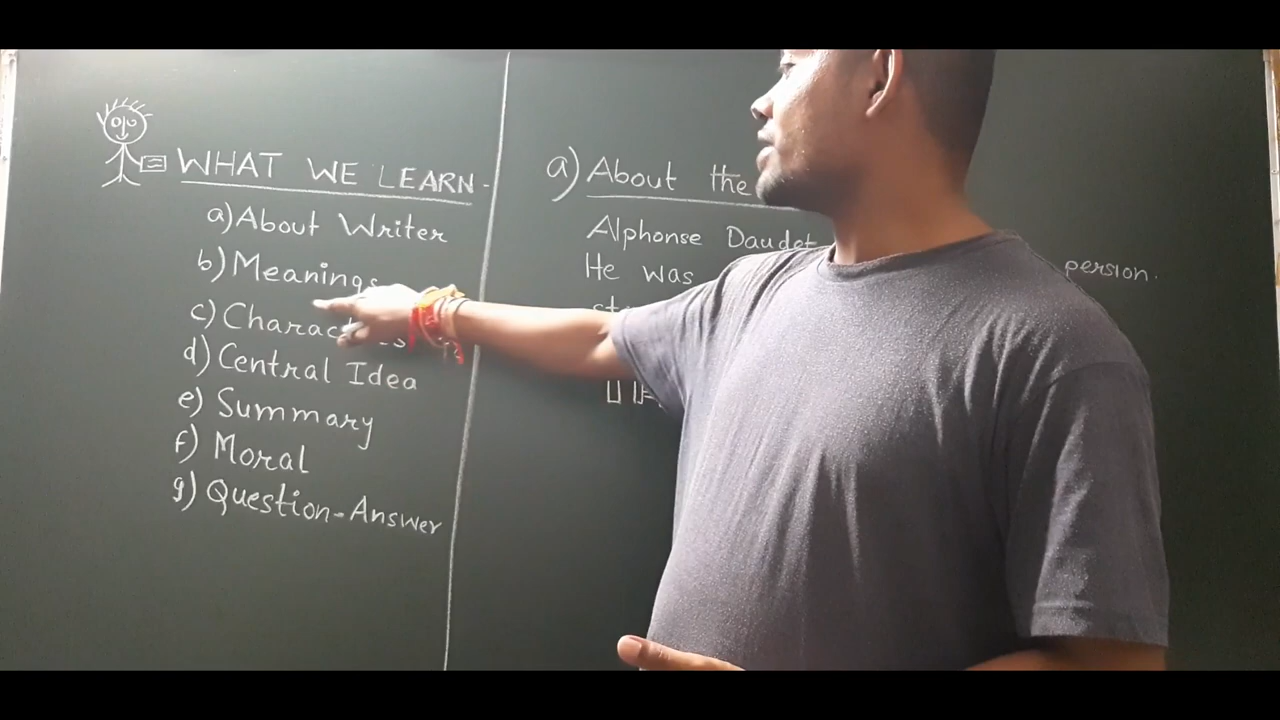 WHAT WE LEARN-
a) About Writer
b) Meanings
c)
d) Central Idea
e) Summary
f) Moral
g) Question-Answer
a) About the
Alphonse Daudet
He was persion.